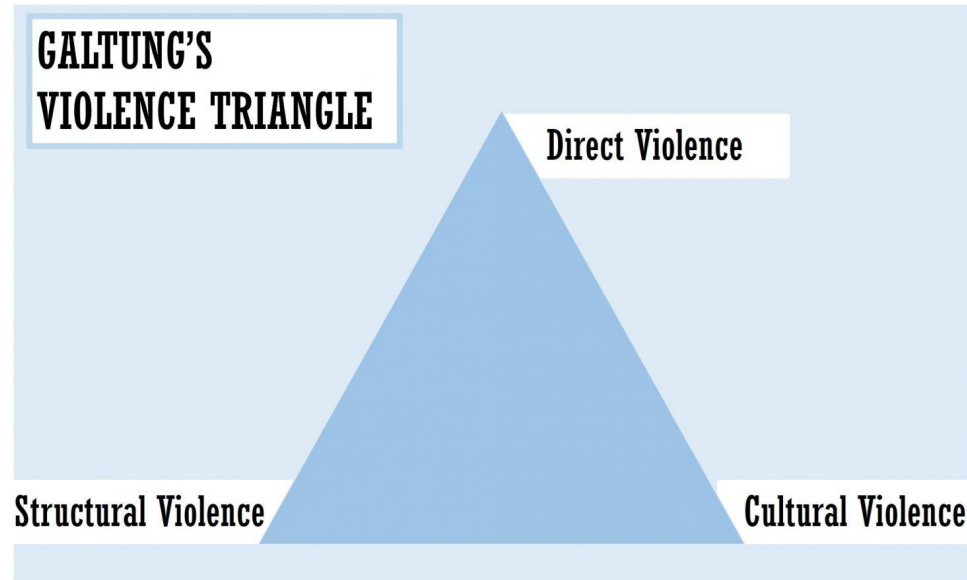 GALTUNG'S
VIOLENCE TRIANGLE
Direct Violence
Structural Violence
Cultural Violence